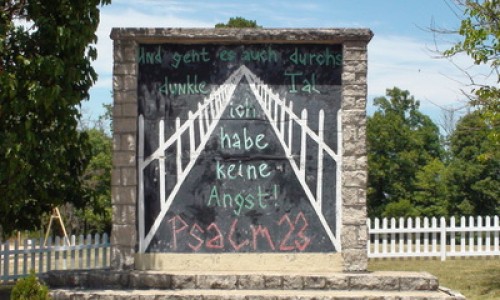 Und geht es auch durchs
dunkle Tal
ich
habe
keine
Angst!
Psalm 23